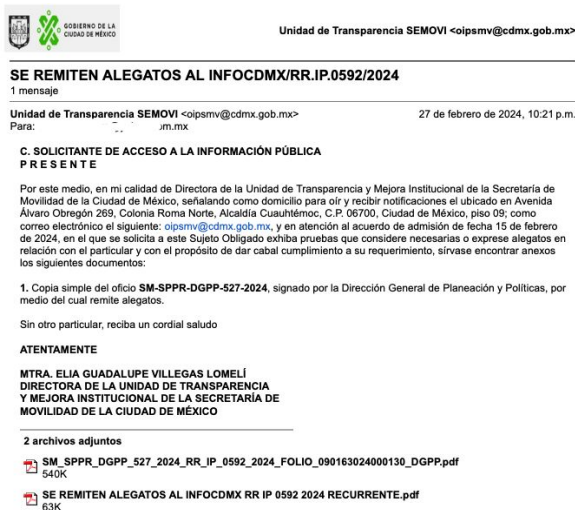 GOBIERNO DE LA
CIUDAD DE MÉXICO
Unidad de Transparencia SEMOVI <oipsmv@cdmx.gob.mx>
SE REMITEN ALEGATOS AL INFOCDMX/RR.IP.0592/2024
1 mensaje
Unidad de Transparencia SEMOVI <oipsmv@cdmx.gob.mx> 27 de febrero de 2024, 10:21 p.m.
Para: m.mx
C. SOLICITANTE DE ACCESO A LA INFORMACIÓN PÚBLICA
P R E S E N T E
Por este medio, en mi calidad de Directora de la Unidad de Transparencia y Mejora Institucional de la Secretaría de
Movilidad de la Ciudad de México, señalando como domicilio para oír y recibir notificaciones el ubicado en Avenida
Álvaro Obregón 269, Colonia Roma Norte, Alcaldía Cuauhtémoc, C.P. 06700, Ciudad de México, piso 09; como
correo electrónico el siguiente: oipsmv@cdmx.gob.mx, y en atención al acuerdo de admisión de fecha 15 de febrero
de 2024, en el que se solicita a este Sujeto Obligado exhiba pruebas que considere necesarias o exprese alegatos en
relación con el particular y con el propósito de dar cabal cumplimiento a su requerimiento, sírvase encontrar anexos
los siguientes documentos:
1. Copia simple del oficio SM-SPPR-DGPP-527-2024, signado por la Dirección General de Planeación y Políticas, por
medio del cual remite alegatos.
Sin otro particular, reciba un cordial saludo
ATENTAMENTE
MTRA. ELIA GUADALUPE VILLEGAS LOMELÍ
DIRECTORA DE LA UNIDAD DE TRANSPARENCIA
Y MEJORA INSTITUCIONAL DE LA SECRETARÍA DE
MOVILIDAD DE LA CIUDAD DE MÉXICO
2 archivos adjuntos
SM_SPPR_DGPP_527_2024_RR_IP_0592_2024_FOLIO_090163024000130_DGPP.pdf
540K
SE REMITEN ALEGATOS AL INFOCDMX RR IP 0592 2024 RECURRENTE.pdf
63K